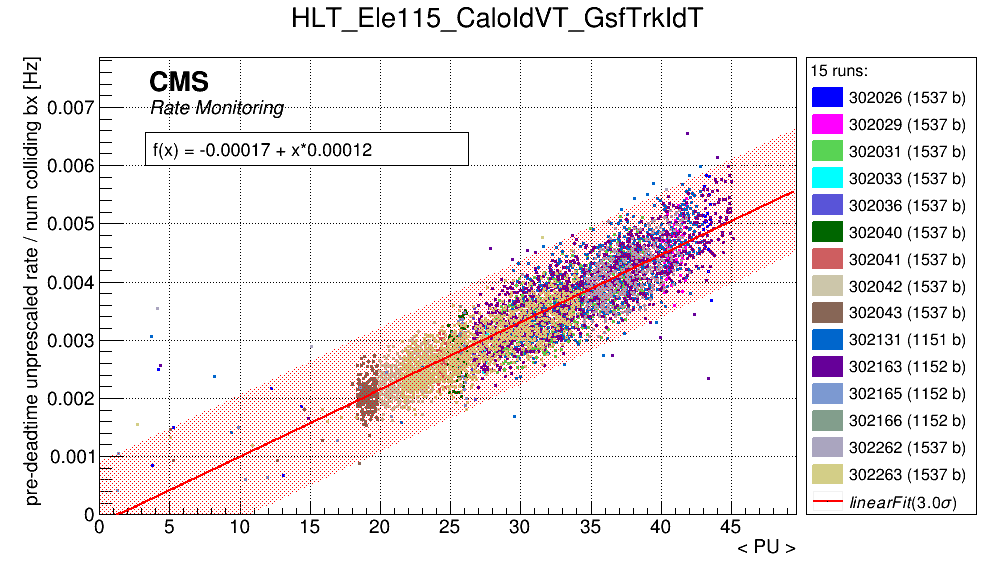 HLT_Ele115_CaloIdVT_GsfTrkIdT
pre-deadtime unprescaled rate / num colliding bx [Hz]
CMS
Rate Monitoring
f(x) = -0.00017 + x*0.00012
0.007
0.006
0.005
0.004
0.003
0.002
0.001
0
0 5 10 15 20 25 30 35 40 45
< PU >
15 runs:
302026 (1537 b)
302029 (1537 b)
302031 (1537 b)
302033 (1537 b)
302036 (1537 b)
302040 (1537 b)
302041 (1537 b)
302042 (1537 b)
302043 (1537 b)
302131 (1151 b)
302163 (1152 b)
302165 (1152 b)
302166 (1152 b)
302262 (1537 b)
302263 (1537 b)
linearFit(3.0σ)